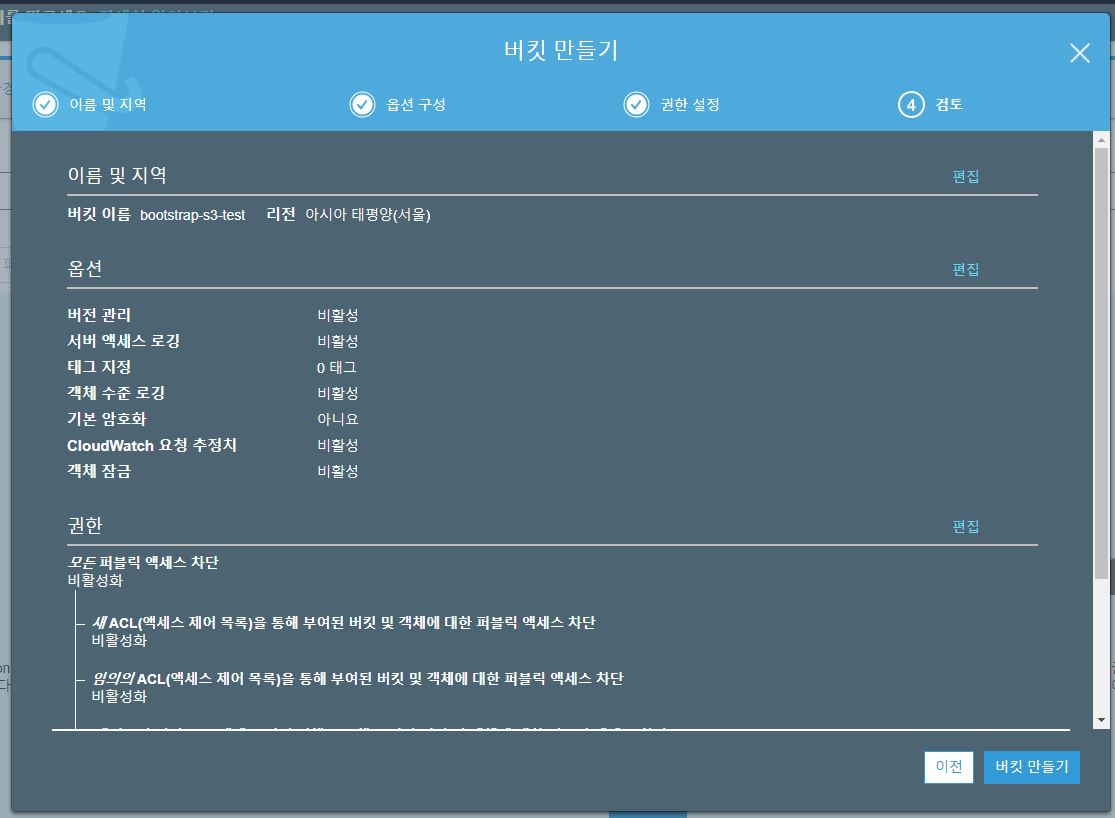 버킷 만들기
이름 및 지역
옵션 구성
권한 설정
4 검토
이름 및 지역 편집
버킷 이름 bootstrap-s3-test 리전 아시아 태평양(서울)
옵션 편집
버전 관리 비활성
서버 액세스 로깅 비활성
태그 지정 0 태그
객체 수준 로깅 비활성
기본 암호화 아니요
CloudWatch 요청 추정치 비활성
객체 잠금 비활성
권한 편집
모든 퍼블릭 액세스 차단
비활성화
새 ACL(액세스 제어 목록)을 통해 부여된 버킷 및 객체에 대한 퍼블릭 액세스 차단
비활성화
임의의 ACL(액세스 제어 목록)을 통해 부여된 버킷 및 객체에 대한 퍼블릭 액세스 차단
비활성화
이전 버킷 만들기